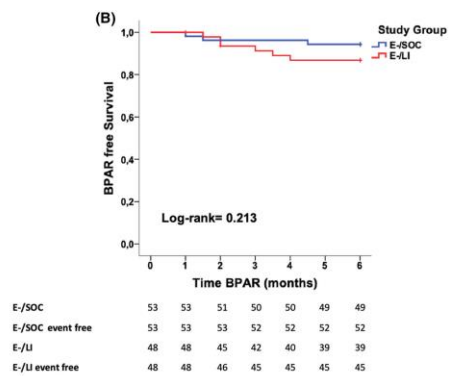 (B)
Study Group
E-/SOC
E-/LI
1,0
0,8
0,6
0,4
0,2
0,0
BPAR free Survival
Log-rank= 0.213
0 1 2 3 4 5 6
Time BPAR (months)
E-/SOC 53 53 51 50 50 49 49
E-/SOC event free 53 53 53 52 52 52 52
E-/LI 48 48 45 42 40 39 39
E-/LI event free 48 48 46 45 45 45 45